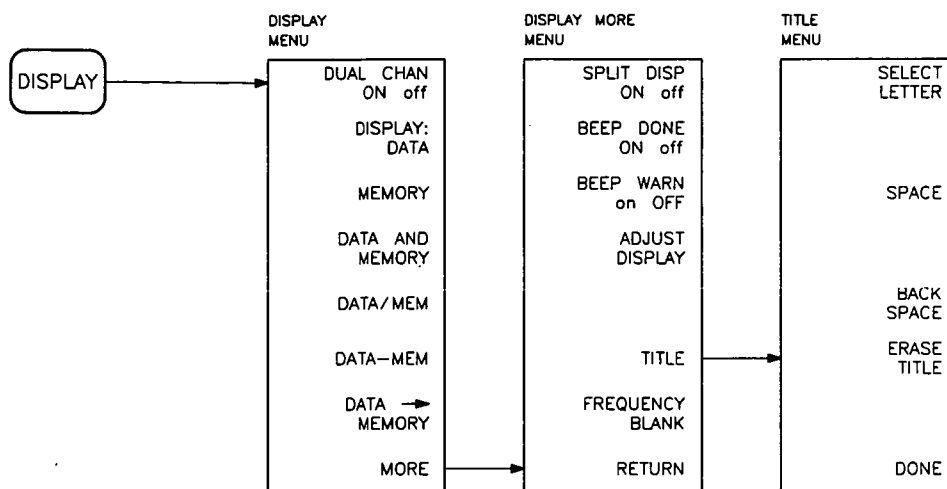 DISPLAY
DISPLAY
MENU
DUAL CHAN
ON off
DISPLAY:
DATA
MEMORY
DATA AND
MEMORY
DATA/MEM
DATA-MEM
DATA →
MEMORY
MORE
DISPLAY MORE
MENU
SPLIT DISP
ON off
BEEP DONE
ON off
BEEP WARN
on OFF
ADJUST
DISPLAY
TITLE
FREQUENCY
BLANK
RETURN
TITLE
MENU
SELECT
LETTER
SPACE
BACK
SPACE
ERASE
TITLE
DONE